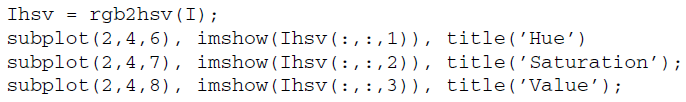 Ihsv = rgb2hsv(I);
subplot(2,4,6), imshow(Ihsv(:,:,1)), title(’Hue’)
subplot(2,4,7), imshow(Ihsv(:,:,2)), title(’Saturation’);
subplot(2,4,8), imshow(Ihsv(:,:,3)), title(’Value’);